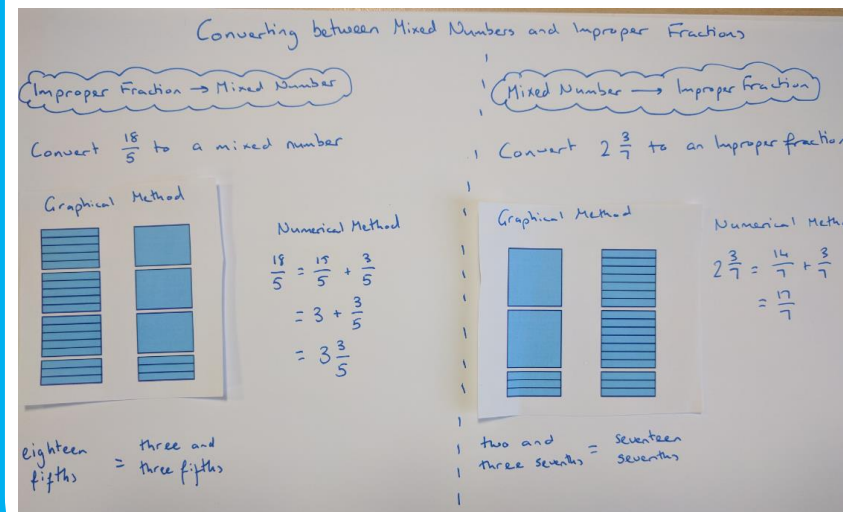 Converting between Mixed Numbers and Improper Fractions
Improper Fraction → Mixed Number
Convert 18/5 to a mixed number
Graphical Method
Numerical Method
18/5 = 15/5 + 3/5
= 3 + 3/5
= 3 3/5
eighteen fifths = three and three fifths
Mixed Number → Improper Fraction
Convert 2 3/7 to an Improper fractio
Graphical Method
Numerical Meth
2 3/7 = 14/7 + 3/7
= 17/7
two and three sevenths = seventeen sevenths